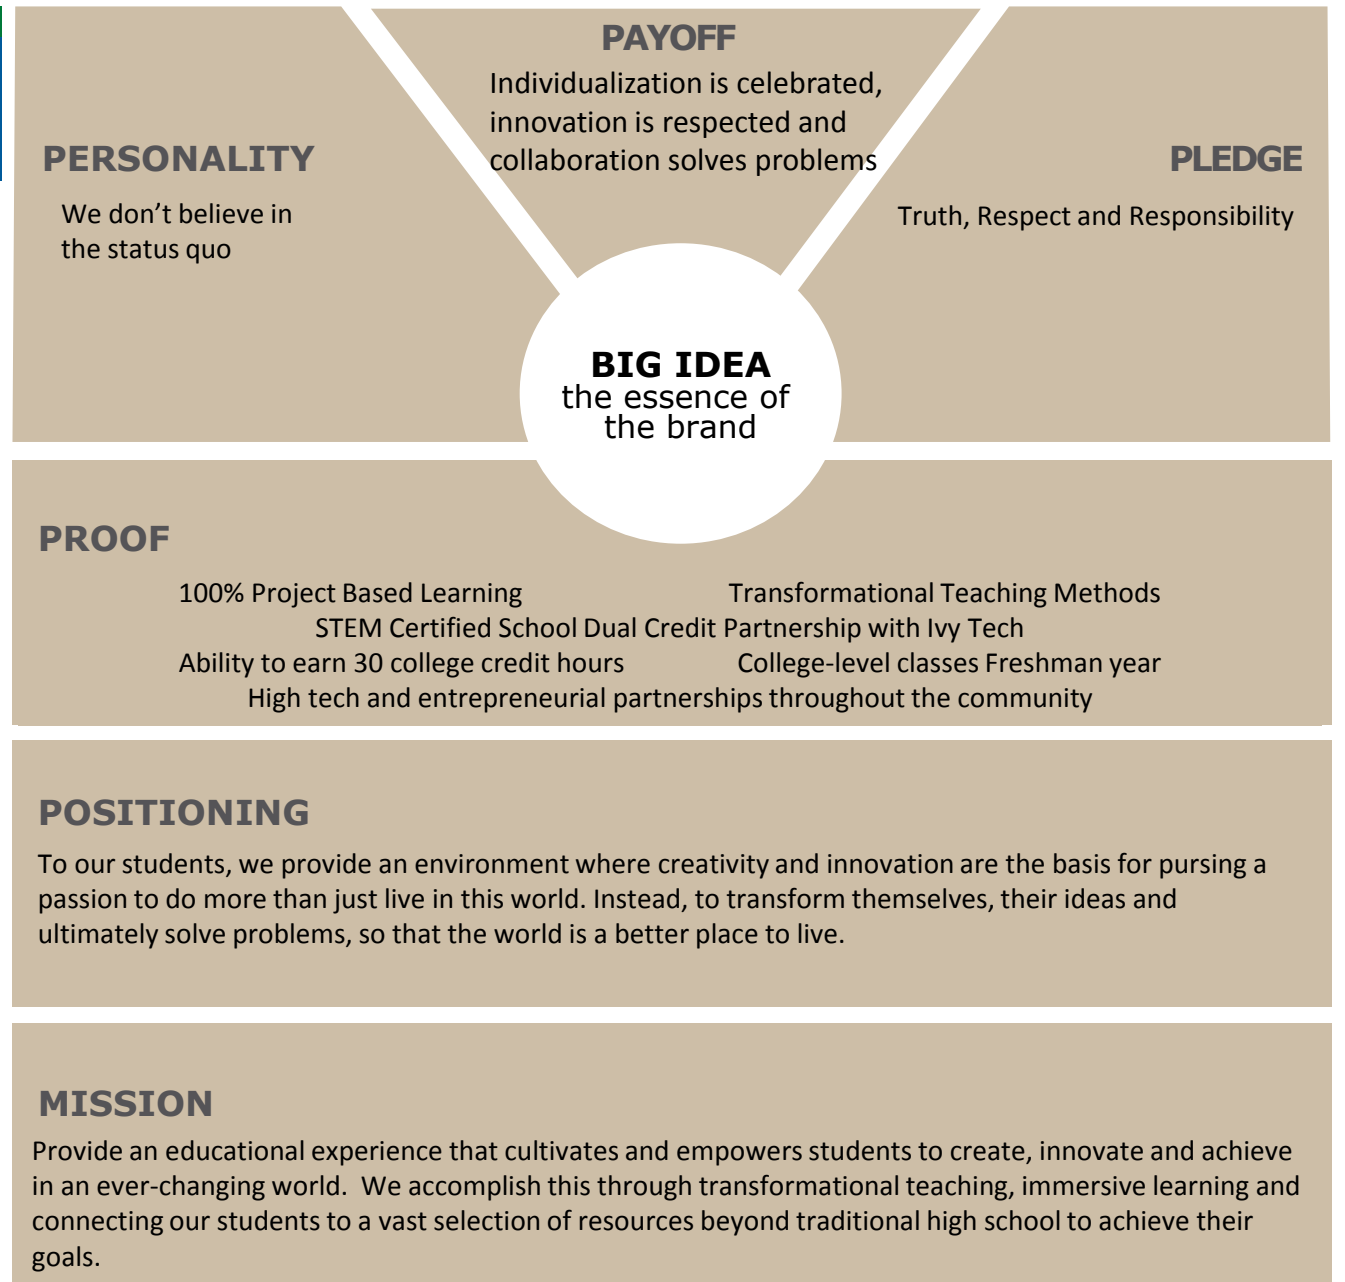 PAYOFF
Individualization is celebrated,
innovation is respected and
collaboration solves problems
PERSONALITY
We don’t believe in
the status quo
PLEDGE
Truth, Respect and Responsibility
BIG IDEA
the essence of
the brand
PROOF
100% Project Based Learning Transformational Teaching Methods
STEM Certified School Dual Credit Partnership with Ivy Tech
Ability to earn 30 college credit hours College-level classes Freshman year
High tech and entrepreneurial partnerships throughout the community
POSITIONING
To our students, we provide an environment where creativity and innovation are the basis for pursing a
passion to do more than just live in this world. Instead, to transform themselves, their ideas and
ultimately solve problems, so that the world is a better place to live.
MISSION
Provide an educational experience that cultivates and empowers students to create, innovate and achieve
in an ever-changing world.  We accomplish this through transformational teaching, immersive learning and
connecting our students to a vast selection of resources beyond traditional high school to achieve their
goals.